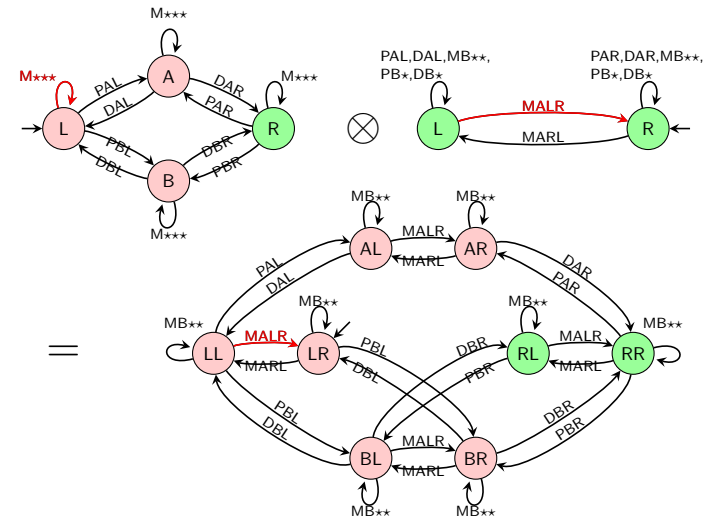 M⋆⋆⋆
M⋆⋆⋆
PAL
DAL
A
DAR
PAR
M⋆⋆⋆
L
R
PBL
DBL
B
DBR
PBR
M⋆⋆⋆
⊗
PAL,DAL,MB⋆⋆,
PB⋆,DB⋆
PAR,DAR,MB⋆⋆,
PB⋆,DB⋆
L
MALR
MARL
R
=
MB⋆⋆
MB⋆⋆
AL
MALR
MARL
AR
PAL
DAL
DAR
PAR
MB⋆⋆
MB⋆⋆
MB⋆⋆
MB⋆⋆
LL
MALR
MARL
LR
PBL
DBL
DBR
PBR
RL
MALR
MARL
RR
PBL
DBL
DBR
PBR
BL
MALR
MARL
BR
MB⋆⋆
MB⋆⋆